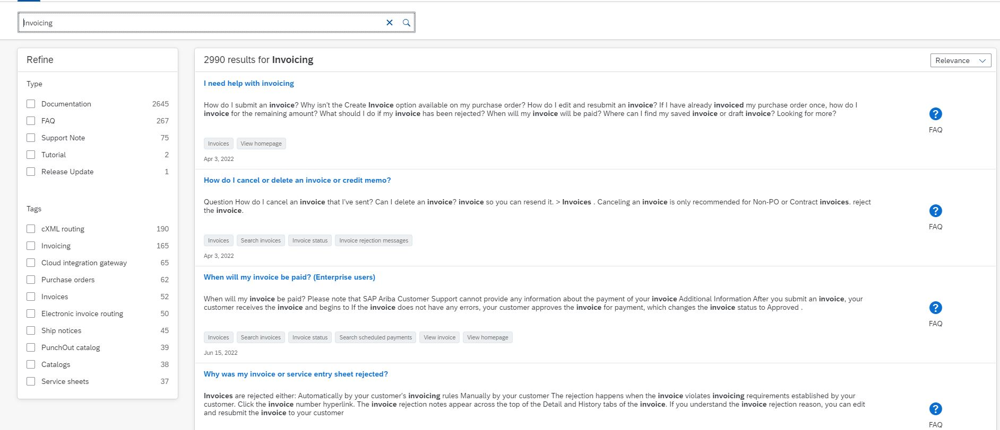 Invoicing
Refine
Type
Documentation 2645
FAQ 267
Support Note 75
Tutorial 2
Release Update 1
Tags
cXML routing 190
Invoicing 165
Cloud integration gateway 65
Purchase orders 62
Invoices 52
Electronic invoice routing 50
Ship notices 45
PunchOut catalog 39
Catalogs 38
Service sheets 37
2990 results for Invoicing
Relevance
I need help with invoicing
How do I submit an invoice? Why isn't the Create Invoice option available on my purchase order? How do I edit and resubmit an invoice? If I have already invoiced my purchase order once, how do I
invoice for the remaining amount? What should I do if my invoice has been rejected? When will my invoice will be paid? Where can I find my saved invoice or draft invoice? Looking for more?
FAQ
Invoices View homepage
Apr 3, 2022
How do I cancel or delete an invoice or credit memo?
Question How do I cancel an invoice that I've sent? Can I delete an invoice? invoice so you can resend it. > Invoices . Canceling an invoice is only recommended for Non-PO or Contract invoices. reject
the invoice.
FAQ
Invoices Search invoices Invoice status Invoice rejection messages
Apr 3, 2022
When will my invoice be paid? (Enterprise users)
When will my invoice be paid? Please note that SAP Ariba Customer Support cannot provide any information about the payment of your invoice Additional Information After you submit an invoice, your
customer receives the invoice and begins to If the invoice does not have any errors, your customer approves the invoice for payment, which changes the invoice status to Approved .
FAQ
Invoices Search invoices Invoice status Search scheduled payments View invoice View homepage
Jun 15, 2022
Why was my invoice or service entry sheet rejected?
Invoices are rejected either: Automatically by your customer's invoicing rules Manually by your customer The rejection happens when the invoice violates invoicing requirements established by your
customer. Click the invoice number hyperlink. The invoice rejection notes appear across the top of the Detail and History tabs of the invoice. If you understand the invoice rejection reason, you can edit
and resubmit the invoice to your customer
FAQ